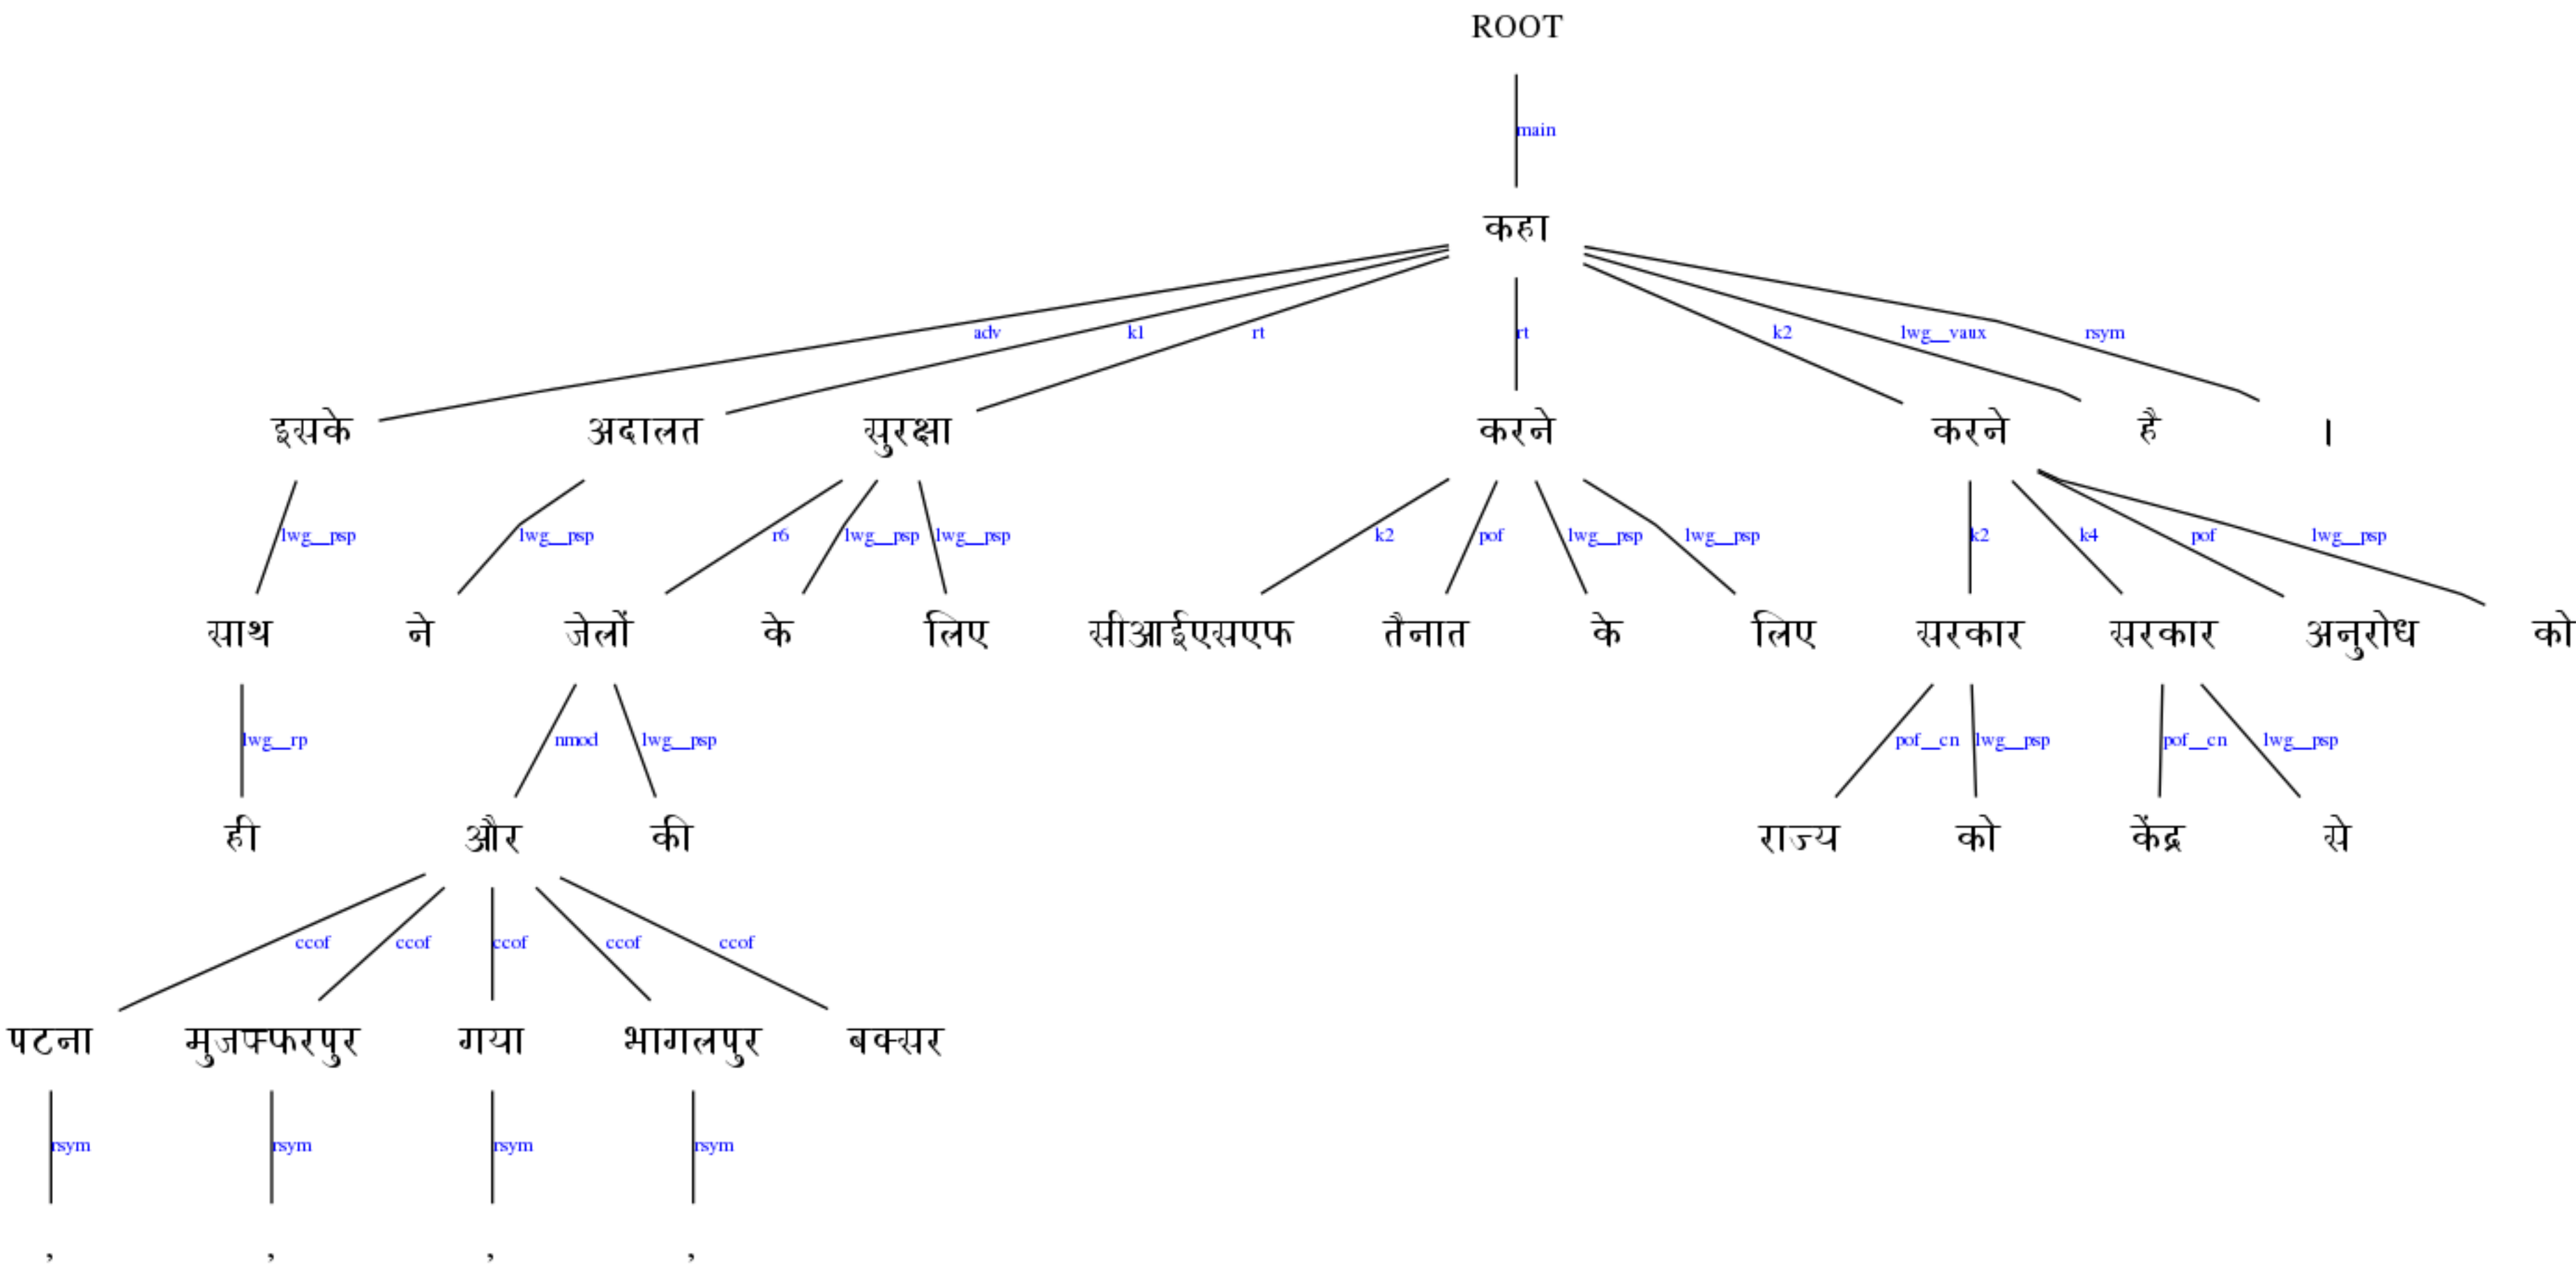 ROOT
main
कहा
adv k1 rt rt k2 lwg__vaux rsym
इसके अदालत सुरक्षा करने करने है ।
lwg__psp lwg__psp r6 lwg__psp lwg__psp k2 pof lwg__psp lwg__psp k2 k4 pof lwg__psp
साथ ने जेलों के लिए सीआईएसएफ तैनात के लिए सरकार सरकार अनुरोध को
lwg__rp nmod lwg__psp pof__cn lwg__psp pof__cn lwg__psp
ही और की राज्य को केंद्र से
ccof ccof ccof ccof ccof
पटना मुजफ्फरपुर गया भागलपुर बक्सर
rsym rsym rsym rsym
, , , ,